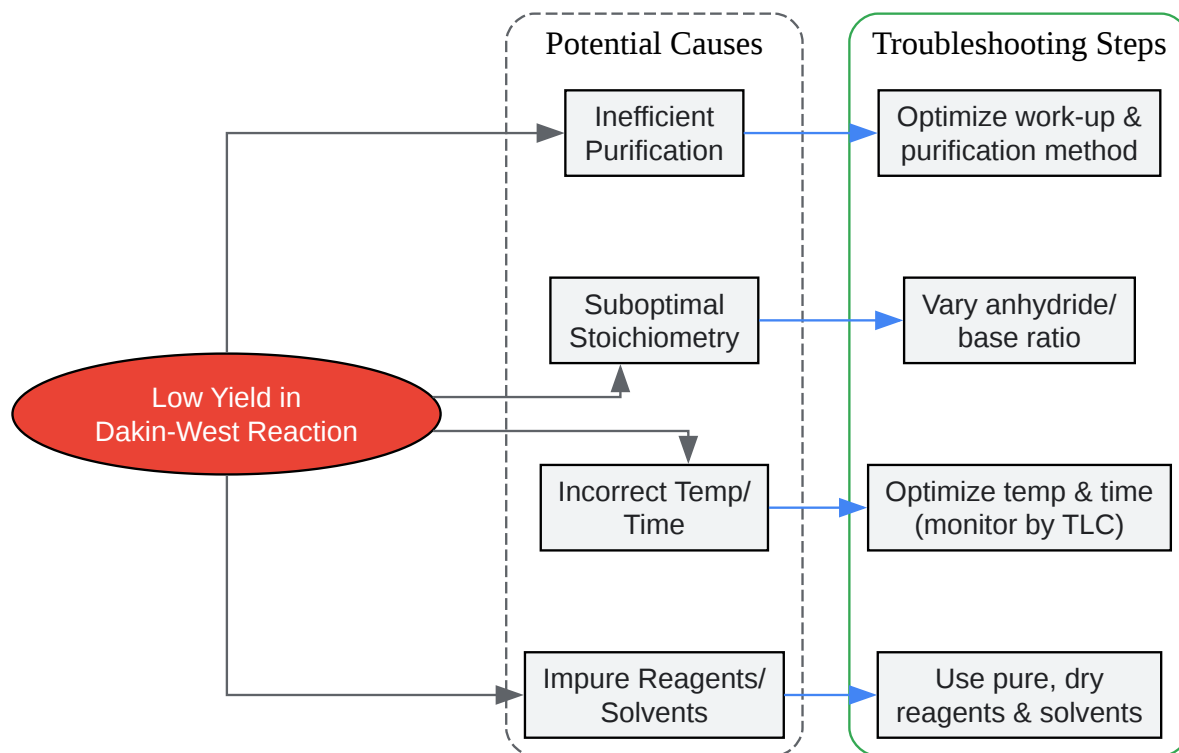 Potential Causes
Troubleshooting Steps
Inefficient
Purification
Optimize work-up &
purification method
Suboptimal
Stoichiometry
Vary anhydride/
base ratio
Low Yield in
Dakin-West Reaction
Incorrect Temp/
Time
Optimize temp & time
(monitor by TLC)
Impure Reagents/
Solvents
Use pure, dry
reagents & solvents